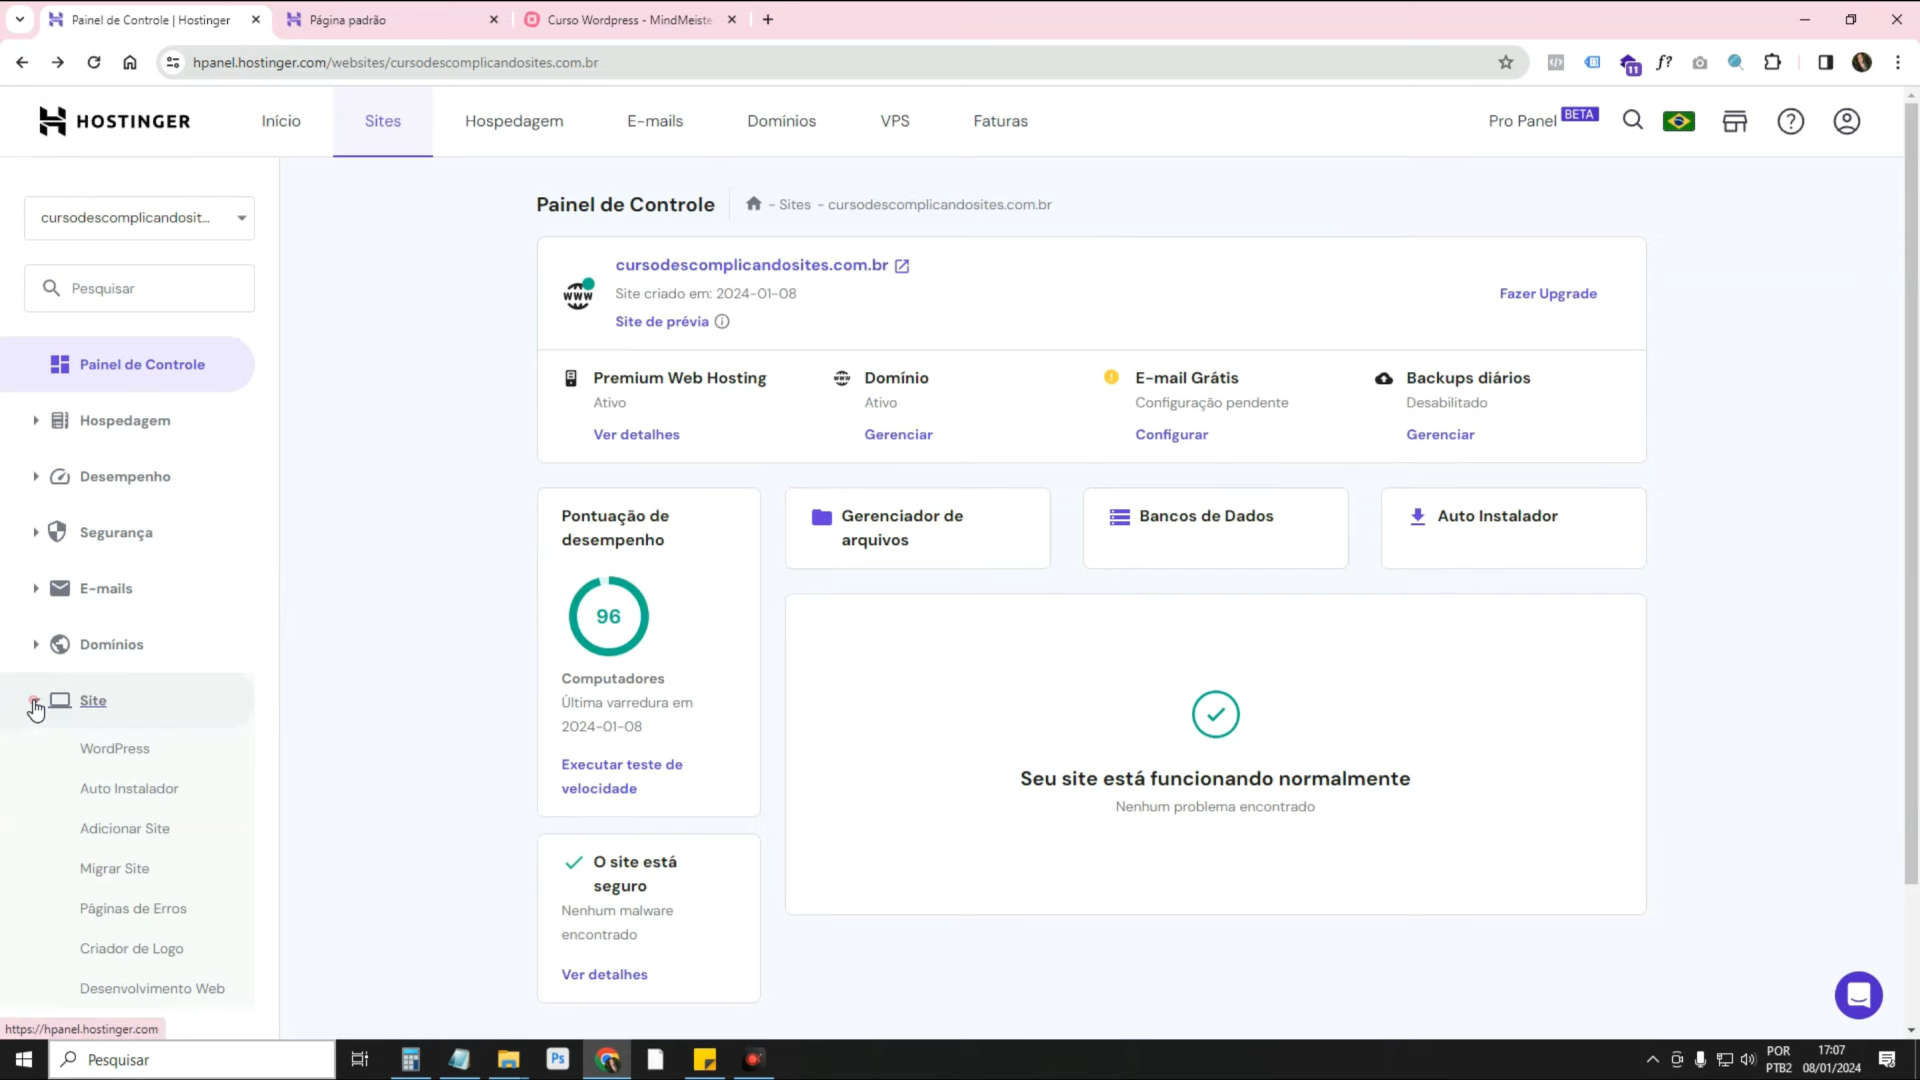 Painel de Controle | Hostinger
Página padrão
Curso Wordpress - MindMeiste
hpanel.hostinger.com/websites/cursodescomplicandosites.com.br
11
f?
HOSTINGER
Início
Sites
Hospedagem
E-mails
Domínios
VPS
Faturas
Pro Panel BETA
cursodescomplicandosit...
Pesquisar
Painel de Controle
Hospedagem
Desempenho
Segurança
E-mails
Domínios
Site
WordPress
Auto Instalador
Adicionar Site
Migrar Site
Páginas de Erros
Criador de Logo
Desenvolvimento Web
https://hpanel.hostinger.com
Painel de Controle
- Sites - cursodescomplicandosites.com.br
www
cursodescomplicandosites.com.br
Site criado em: 2024-01-08
Site de prévia
Fazer Upgrade
Premium Web Hosting
Ativo
Ver detalhes
www
Domínio
Ativo
Gerenciar
E-mail Grátis
Configuração pendente
Configurar
Backups diários
Desabilitado
Gerenciar
Pontuação de
desempenho
96
Computadores
Última varredura em
2024-01-08
Executar teste de
velocidade
Gerenciador de
arquivos
Bancos de Dados
Auto Instalador
Seu site está funcionando normalmente
Nenhum problema encontrado
O site está
seguro
Nenhum malware
encontrado
Ver detalhes
Pesquisar
Ps
POR
PTB2
17:07
08/01/2024